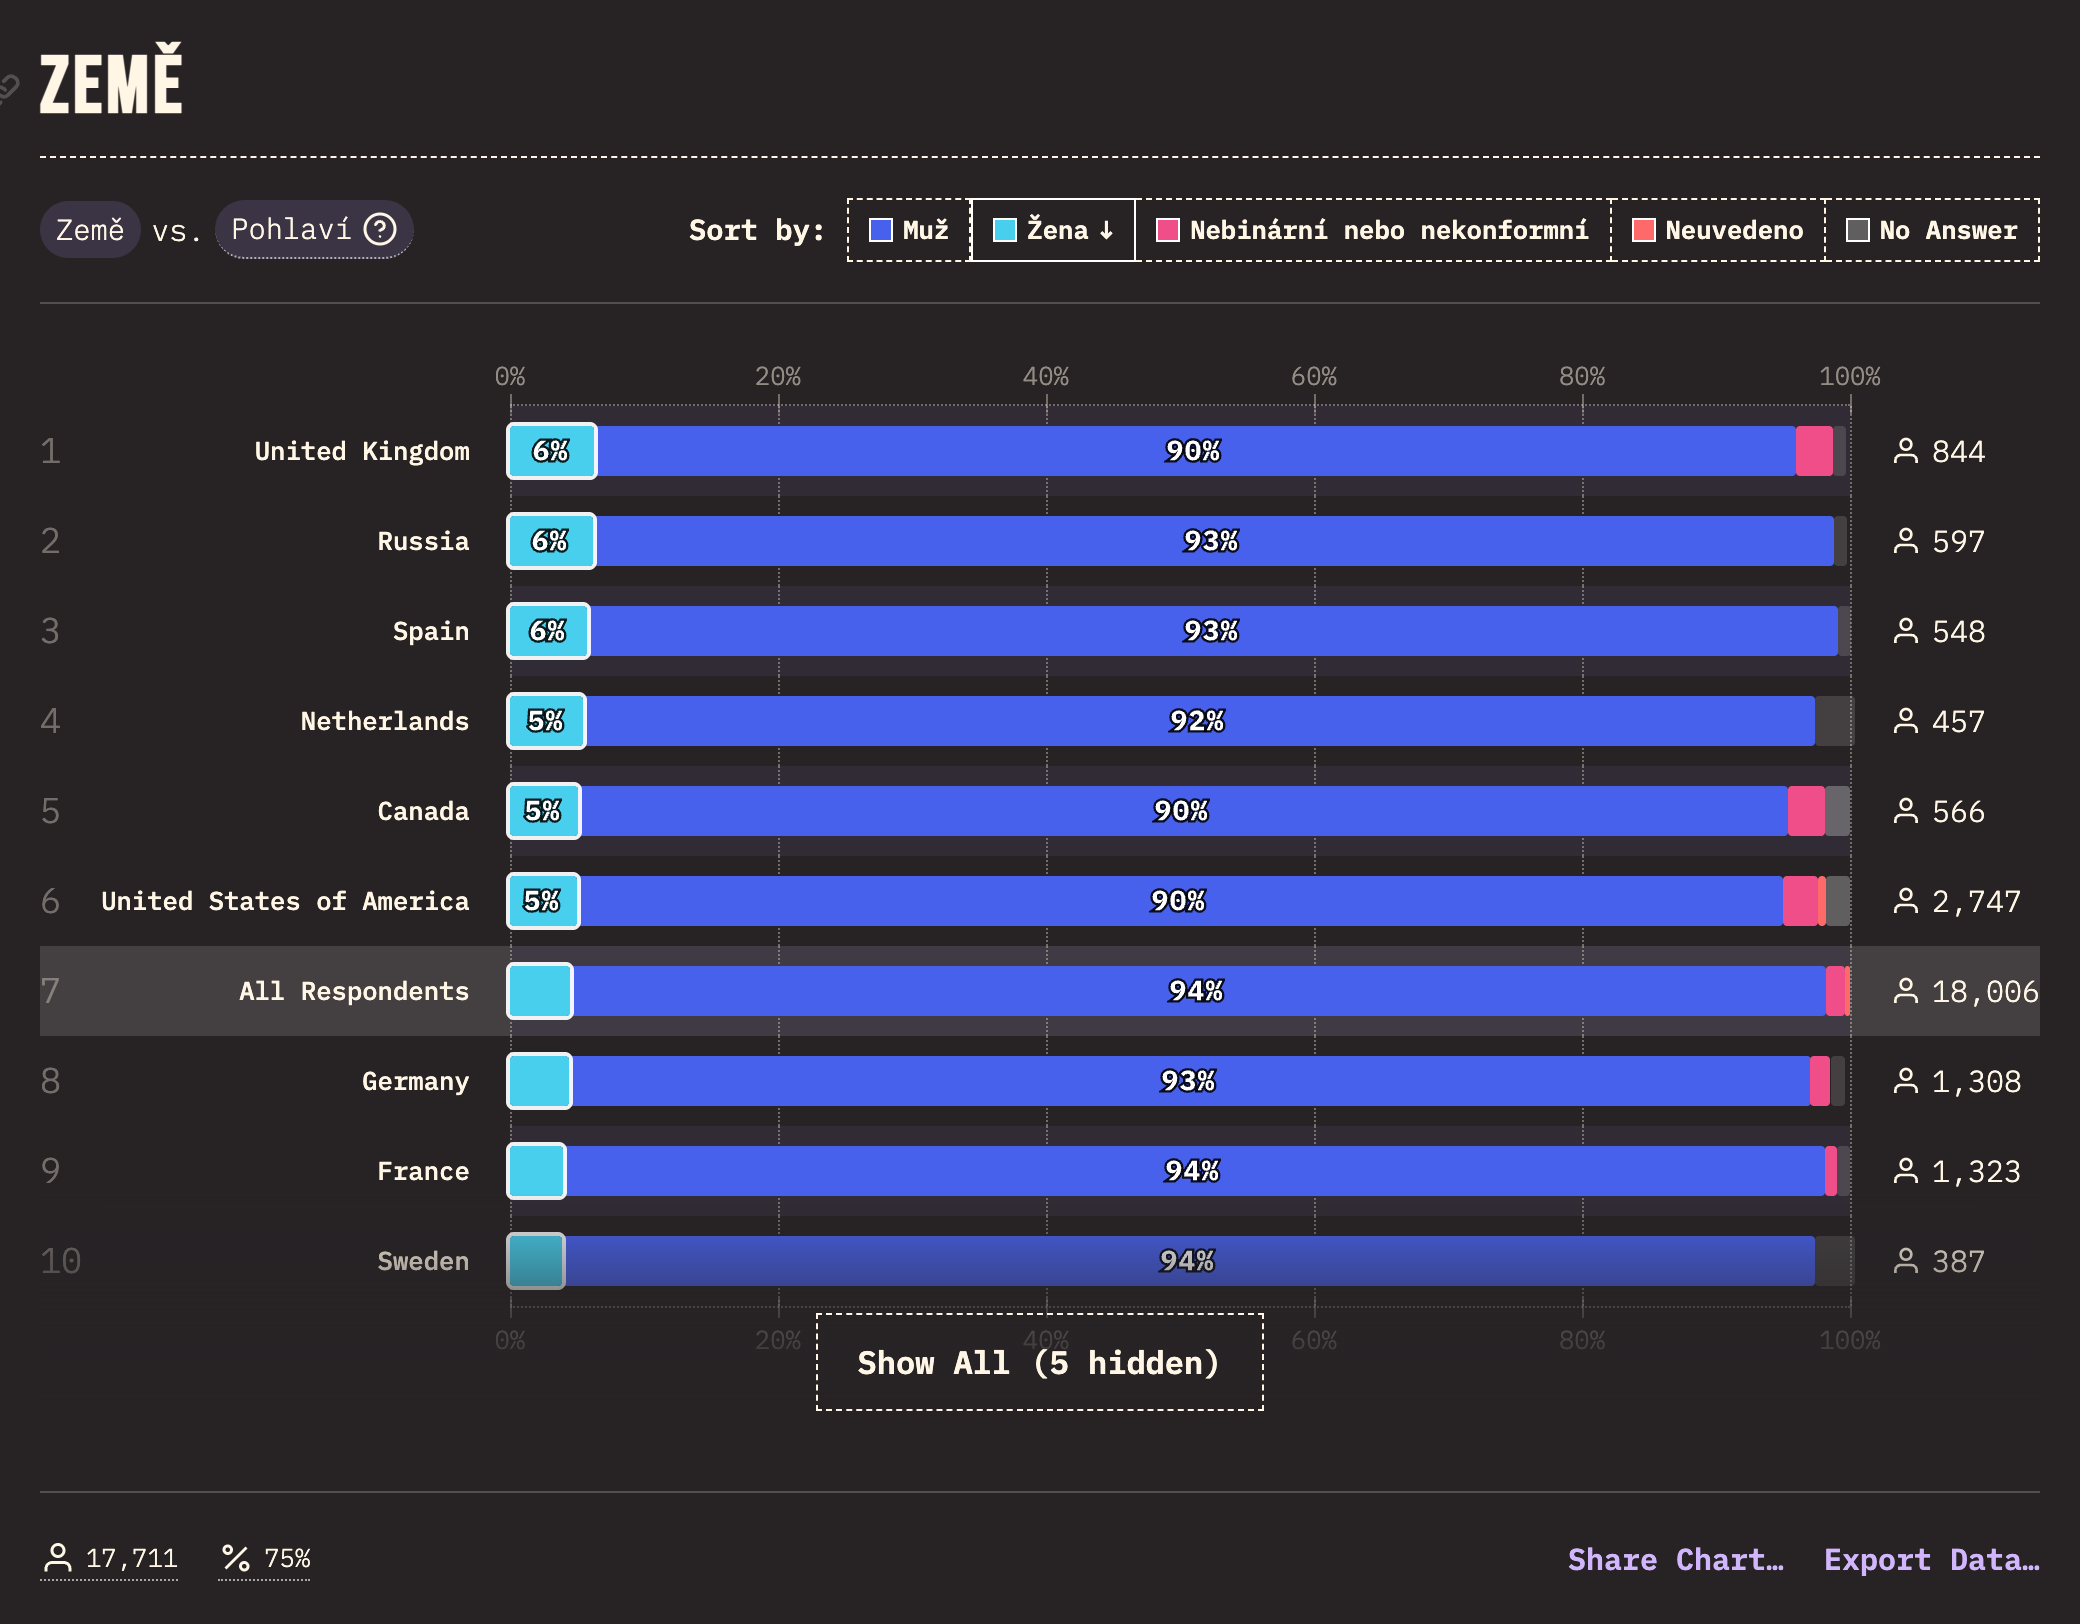 ZEMĚ
Země vs. Pohlaví
Sort by: Muž Žena ↓ Nebinární nebo nekonformní Neuvedeno No Answer
0% 20% 40% 60% 80% 100%
1 United Kingdom 6% 90% 844
2 Russia 6% 93% 597
3 Spain 6% 93% 548
4 Netherlands 5% 92% 457
5 Canada 5% 90% 566
6 United States of America 5% 90% 2,747
7 All Respondents 94% 18,006
8 Germany 93% 1,308
9 France 94% 1,323
10 Sweden 94% 387
0% 20% 40% 60% 80% 100%
Show All (5 hidden)
17,711 % 75% Share Chart… Export Data…